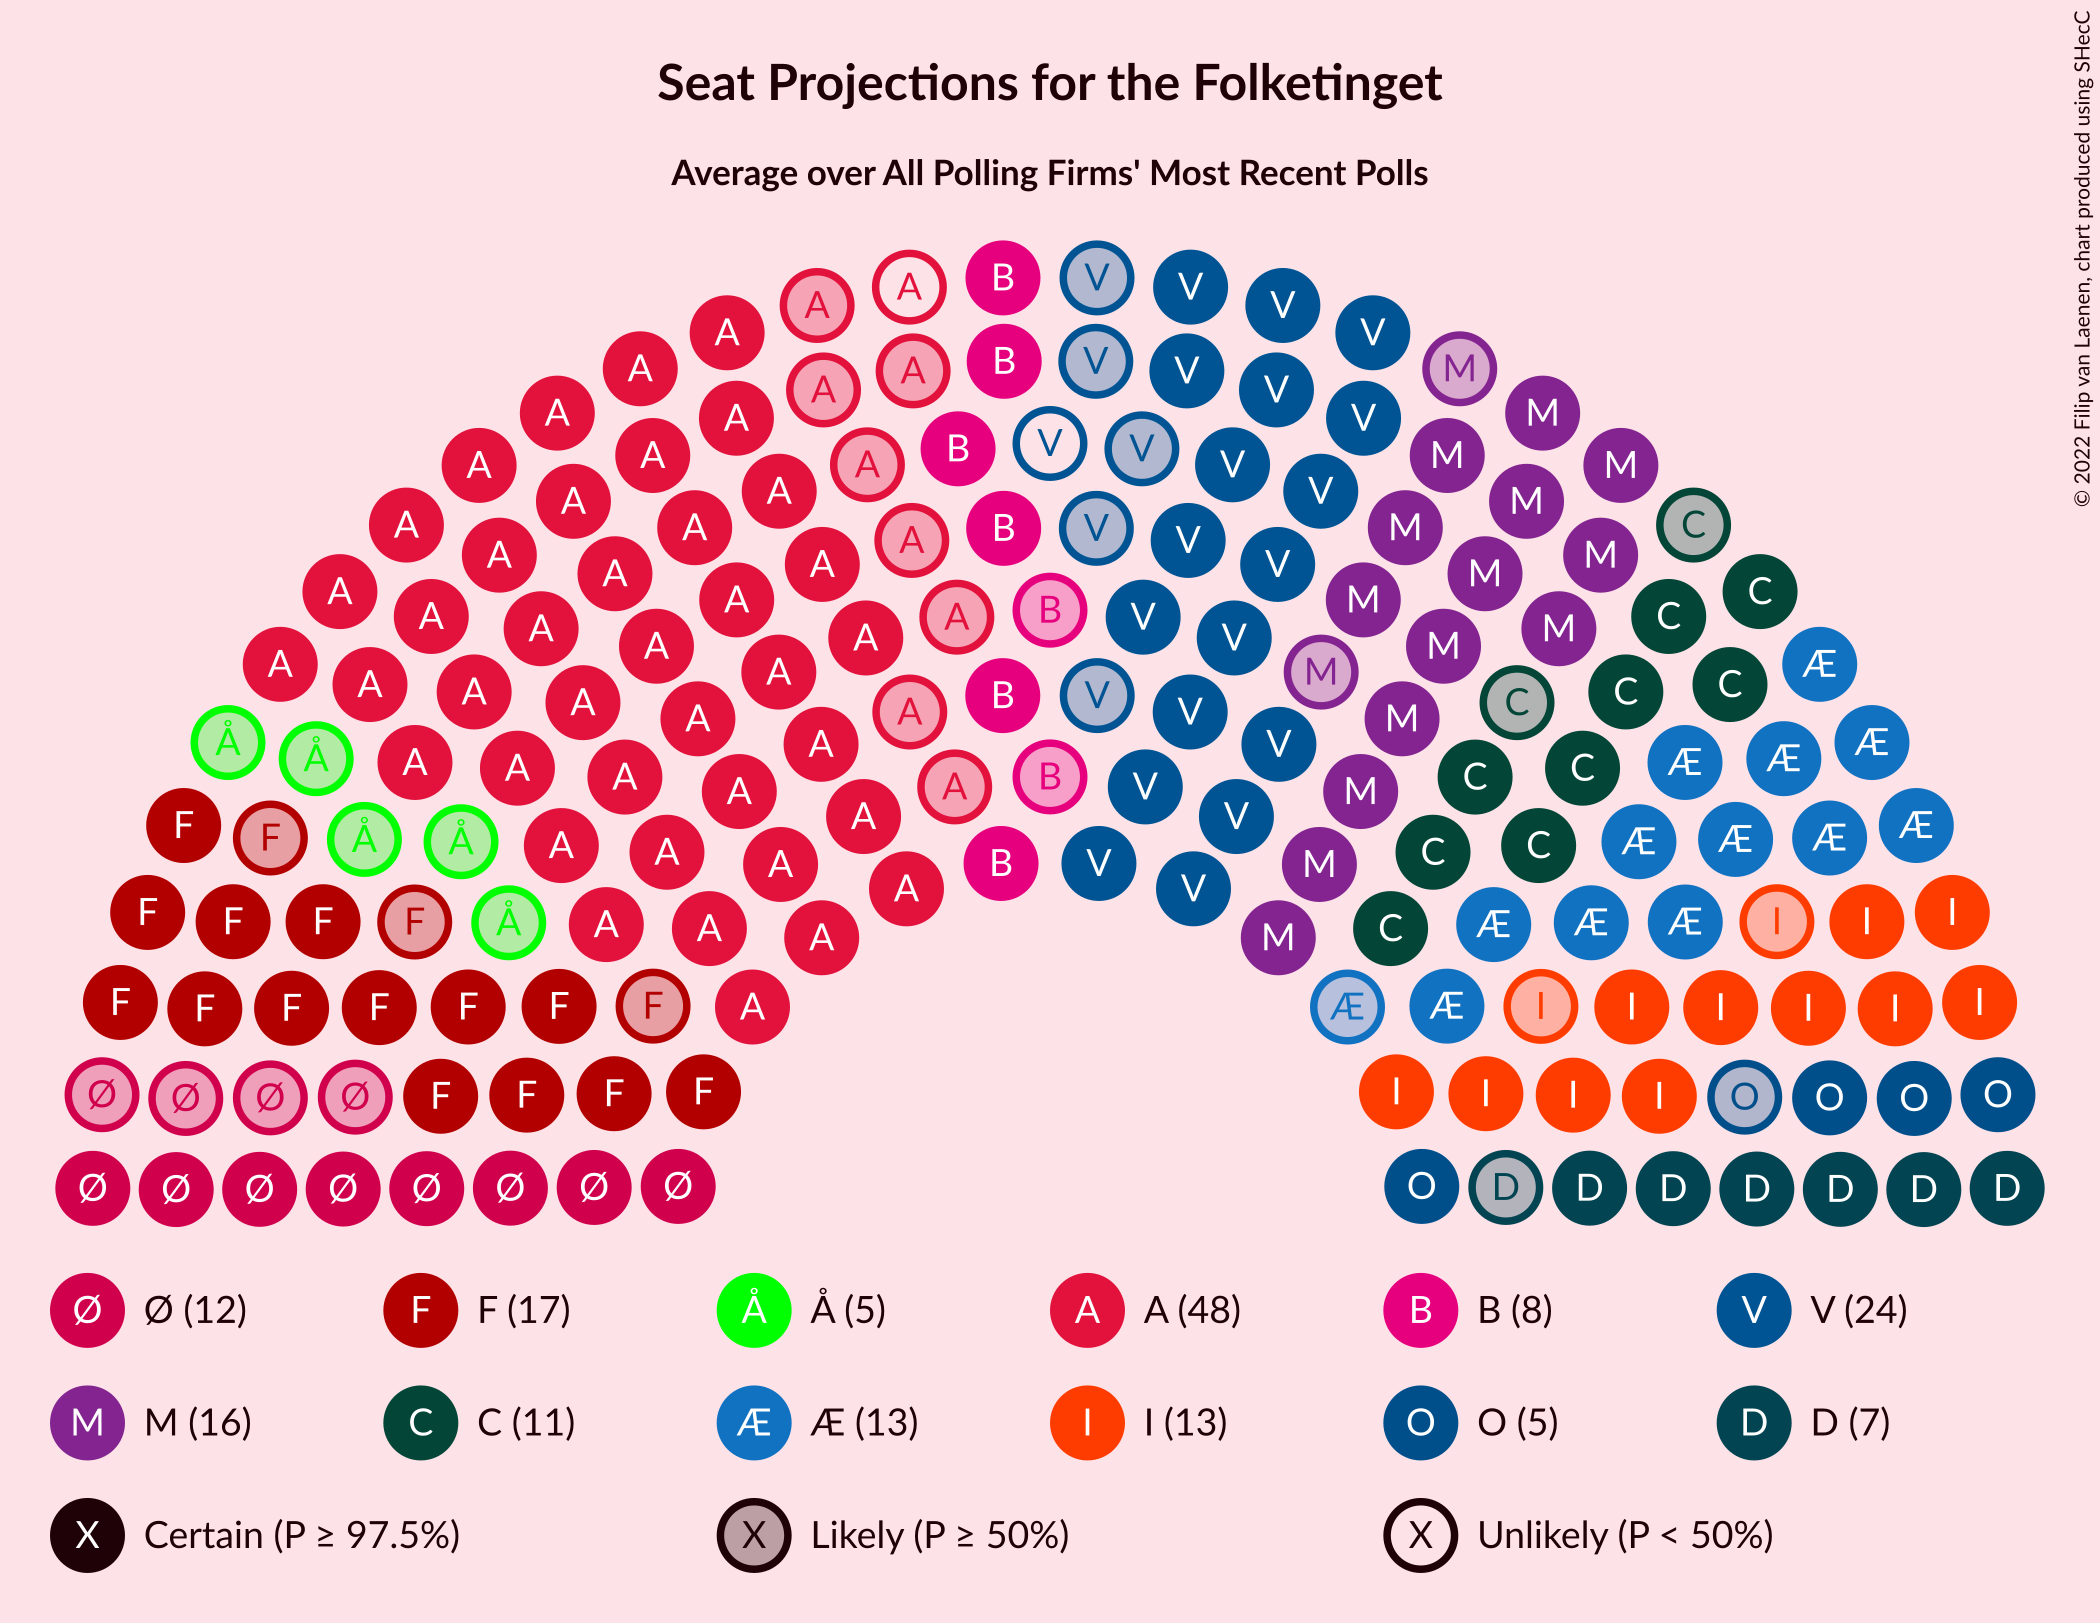 Seat Projections for the Folketinget
Average over All Polling Firms' Most Recent Polls
© 2022 Filip van Laenen, chart produced using SHecC
A A B V V V
A A A A B V V V V M
A A A A A B V V V V M M M
A A A A A A A B V V V V M M M C
A A A A A A A A B V V M M M M C C
A A A A A A A B V V M M C C C Æ
Å Å A A A A A A B V V M C C Æ Æ Æ
F F Å Å A A A A A B V V V M C C Æ Æ Æ Æ
F F F F Å A A A M C Æ Æ Æ I I I
F F F F F F F A Æ Æ I I I I I I
Ø Ø Ø Ø F F F F I I I I O O O O
Ø Ø Ø Ø Ø Ø Ø Ø O D D D D D D D
Ø Ø (12) F F (17) Å Å (5) A A (48) B B (8) V V (24)
M M (16) C C (11) Æ Æ (13) I I (13) O O (5) D D (7)
X Certain (P ≥ 97.5%) X Likely (P ≥ 50%) X Unlikely (P < 50%)